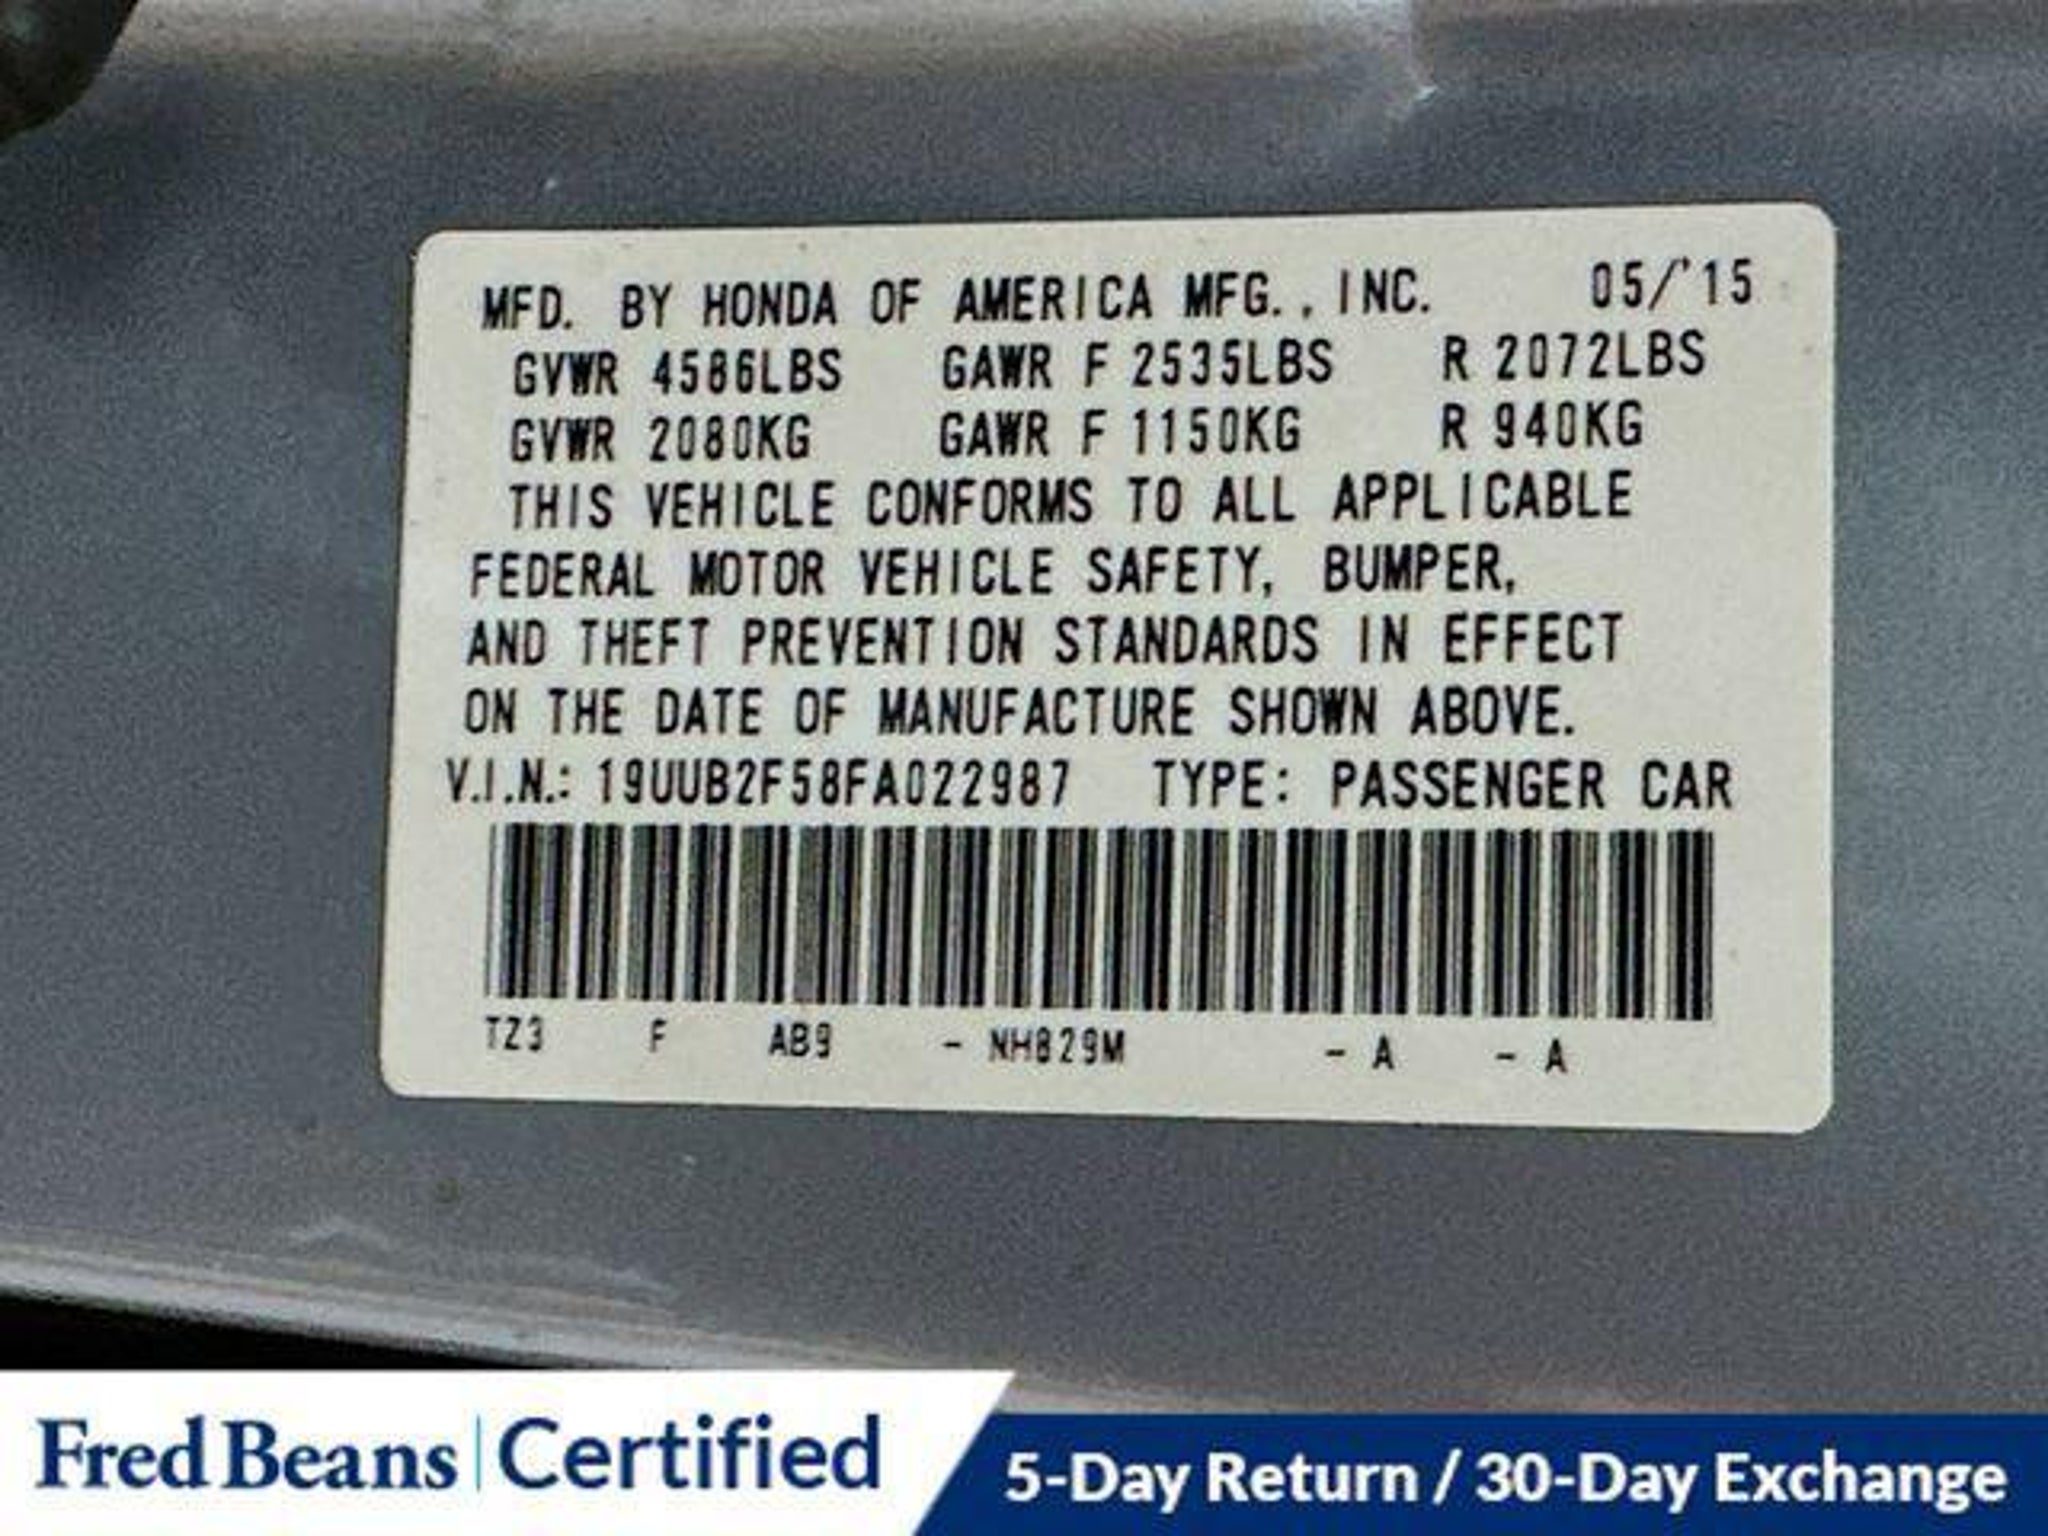 MFD. BY HONDA OF AMERICA MFG., INC. 05/'15
GVWR 4586LBS GAWR F 2535LBS R 2072LBS
GVWR 2080KG GAWR F 1150KG R 940KG
THIS VEHICLE CONFORMS TO ALL APPLICABLE
FEDERAL MOTOR VEHICLE SAFETY, BUMPER,
AND THEFT PREVENTION STANDARDS IN EFFECT
ON THE DATE OF MANUFACTURE SHOWN ABOVE.
V.I.N.: 19UUB2F58FA022987 TYPE: PASSENGER CAR
TZ3 F AB9 - NH829M - A - A
Fred Beans | Certified
5-Day Return / 30-Day Exchange